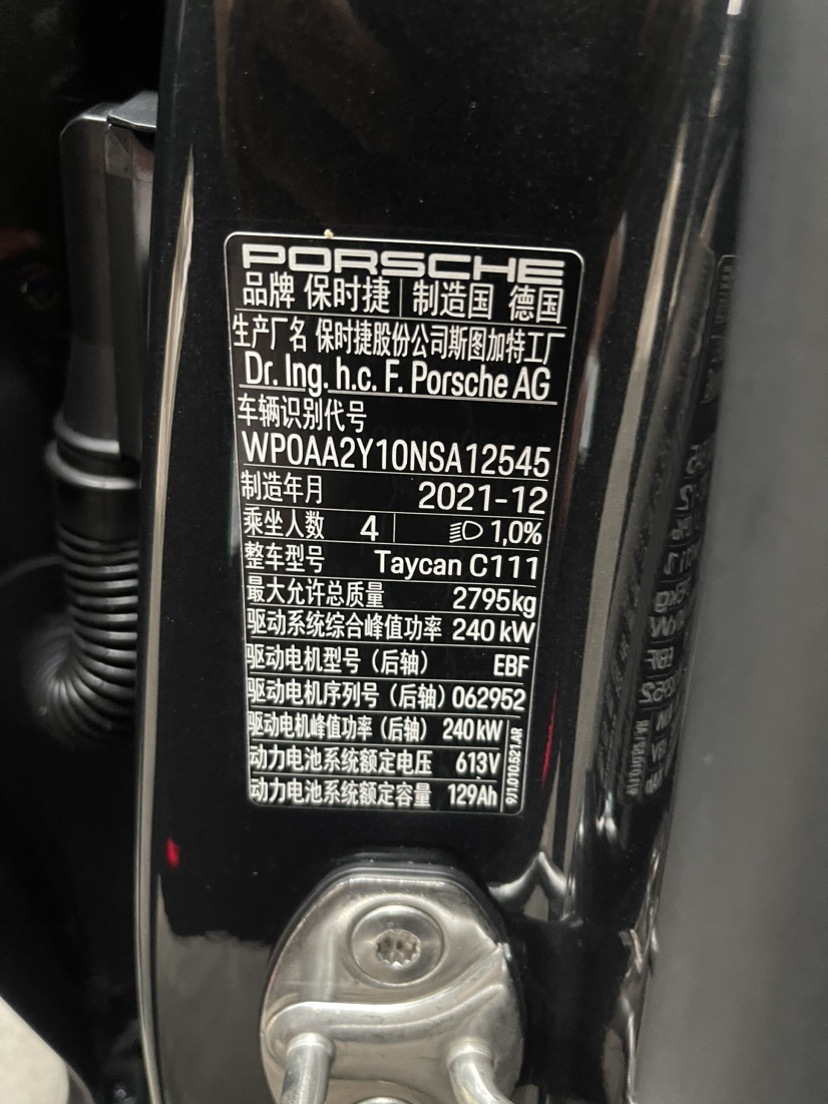 PORSCHE
品牌 保时捷 制造国 德国
生产厂名 保时捷股份公司斯图加特工厂
Dr. Ing. h.c. F. Porsche AG
车辆识别代号
WP0AA2Y10NSA12545
制造年月 2021-12
乘坐人数 4 1,0%
整车型号 Taycan C111
最大允许总质量 2795kg
驱动系统综合峰值功率 240 kW
驱动电机型号（后轴） EBF
驱动电机序列号（后轴） 062952
驱动电机峰值功率（后轴） 240 kW
动力电池系统额定电压 613V
动力电池系统额定容量 129Ah
9J1.010.521.AR